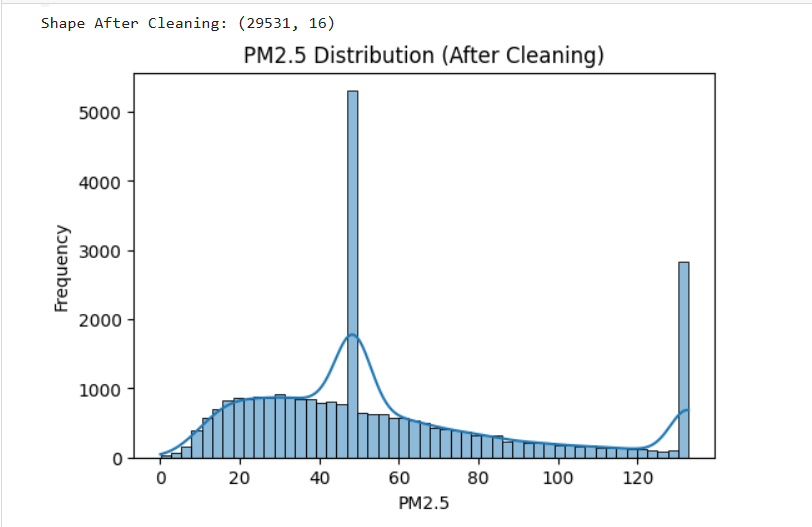 Shape After Cleaning: (29531, 16)
PM2.5 Distribution (After Cleaning)
5000
4000
3000
2000
1000
0
Frequency
0 20 40 60 80 100 120
PM2.5